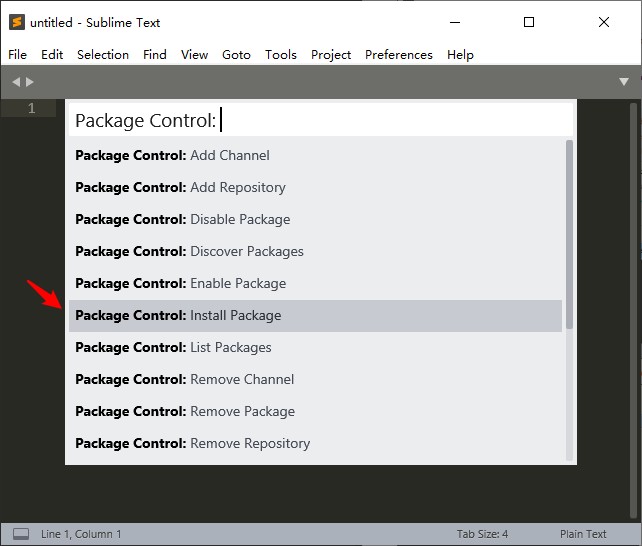 untitled - Sublime Text
File Edit Selection Find View Goto Tools Project Preferences Help
1
Package Control:
Package Control: Add Channel
Package Control: Add Repository
Package Control: Disable Package
Package Control: Discover Packages
Package Control: Enable Package
Package Control: Install Package
Package Control: List Packages
Package Control: Remove Channel
Package Control: Remove Package
Package Control: Remove Repository
Line 1, Column 1 Tab Size: 4 Plain Text